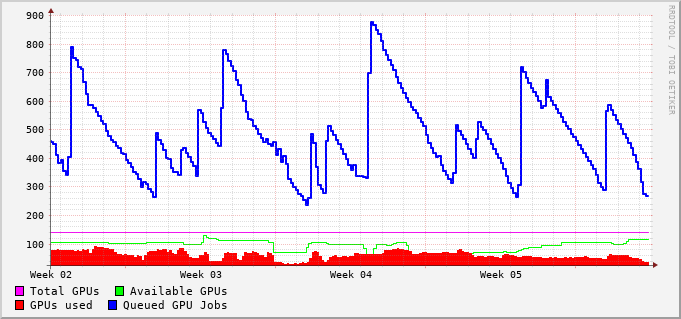 900
800
700
600
500
400
300
200
100
Week 02 Week 03 Week 04 Week 05
Total GPUs Available GPUs
GPUs used Queued GPU Jobs
RRDTOOL / TOBI OETIKER